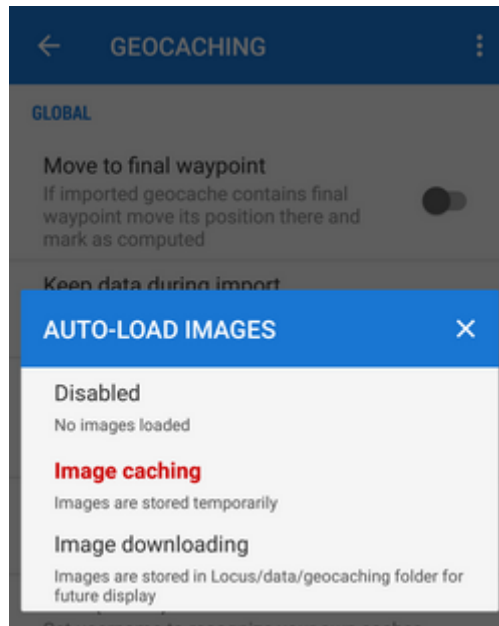 GEOCACHING
GLOBAL
Move to final waypoint
If imported geocache contains final
waypoint move its position there and
mark as computed
Keep data during import
AUTO-LOAD IMAGES
Disabled
No images loaded
Image caching
Images are stored temporarily
Image downloading
Images are stored in Locus/data/geocaching folder for
future display